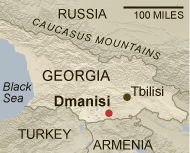 RUSSIA
100 MILES
CAUCASUS MOUNTAINS
GEORGIA
Black
Sea
Tbilisi
Dmanisi
TURKEY
ARMENIA